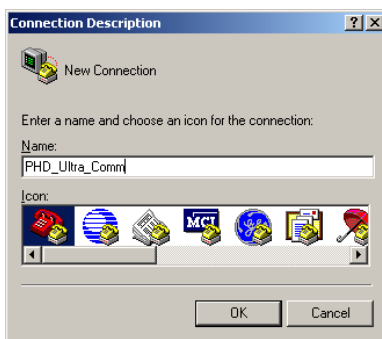 Connection Description
New Connection
Enter a name and choose an icon for the connection:
Name:
PHD_Ultra_Comm
Icon:
MCI
OK Cancel